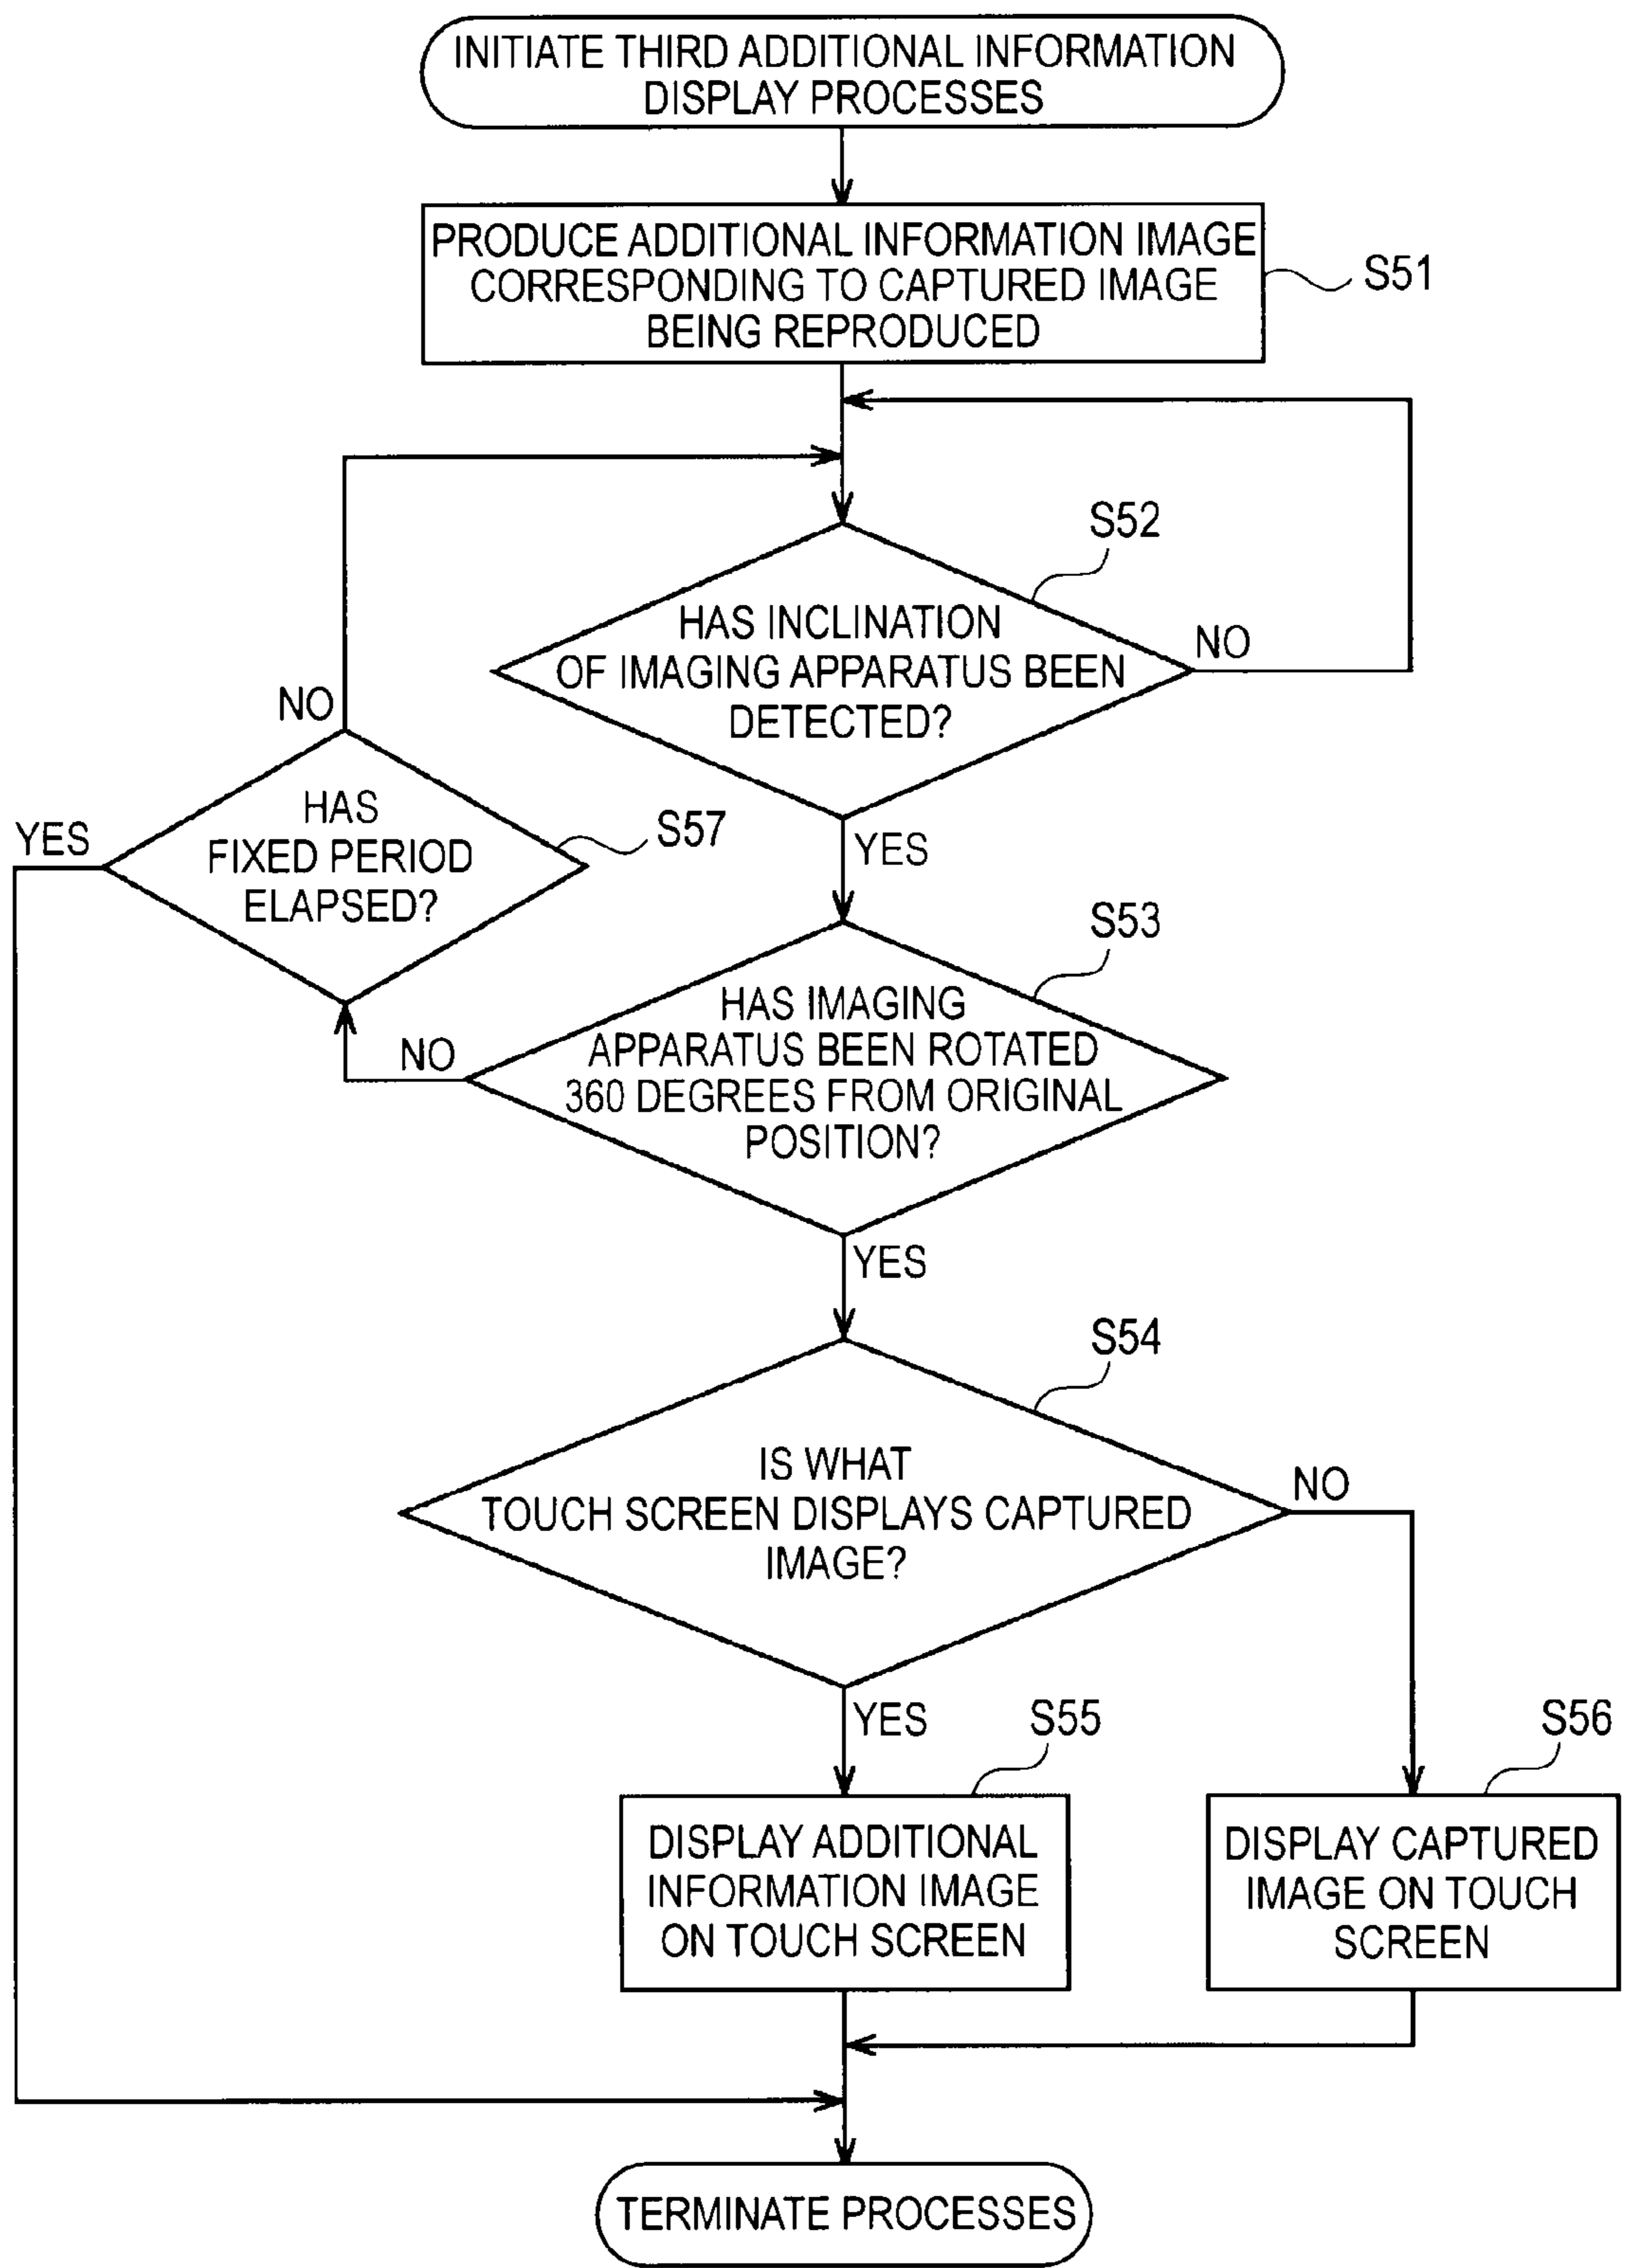 INITIATE THIRD ADDITIONAL INFORMATION
DISPLAY PROCESSES
PRODUCE ADDITIONAL INFORMATION IMAGE
CORRESPONDING TO CAPTURED IMAGE
BEING REPRODUCED
S51
S52
HAS INCLINATION
OF IMAGING APPARATUS BEEN
DETECTED?
NO
YES
NO
HAS
FIXED PERIOD
ELAPSED?
YES
S57
S53
HAS IMAGING
APPARATUS BEEN ROTATED
360 DEGREES FROM ORIGINAL
POSITION?
NO
YES
S54
IS WHAT
TOUCH SCREEN DISPLAYS CAPTURED
IMAGE?
NO
YES
S55
DISPLAY ADDITIONAL
INFORMATION IMAGE
ON TOUCH SCREEN
S56
DISPLAY CAPTURED
IMAGE ON TOUCH
SCREEN
TERMINATE PROCESSES